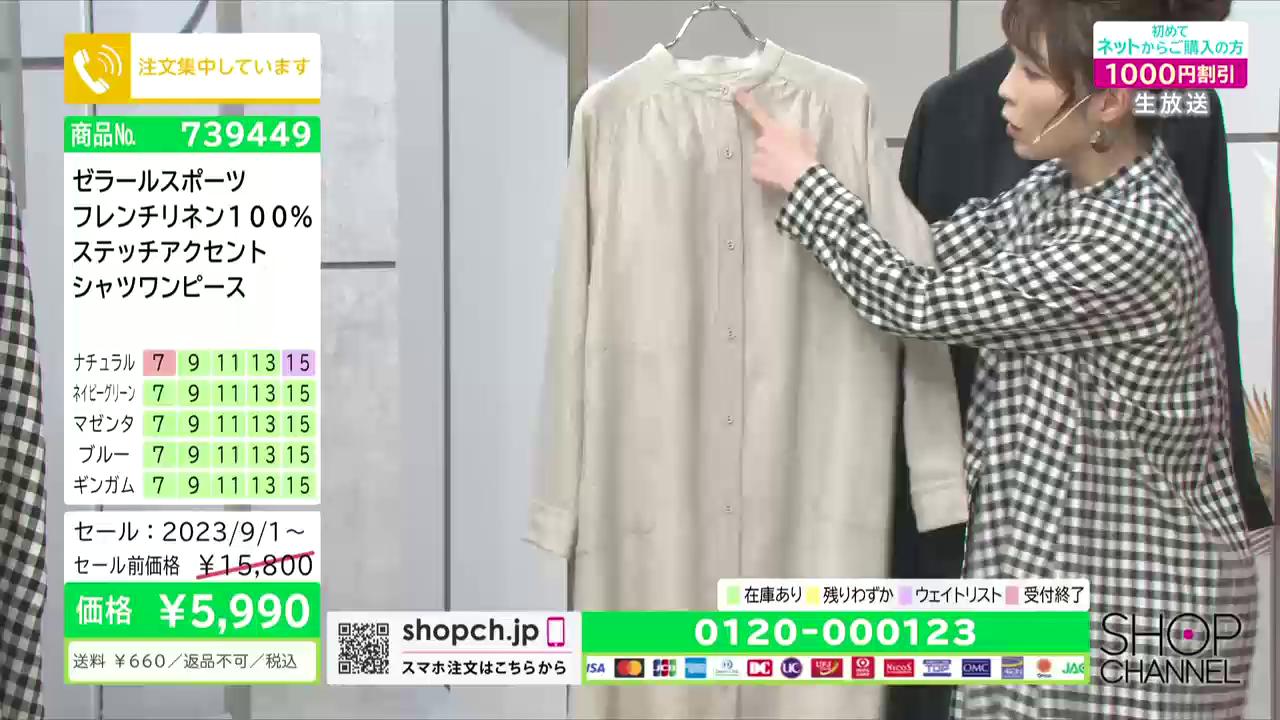 注文集中しています
商品No. 739449
ゼラールスポーツ
フレンチリネン100%
ステッチアクセント
シャツワンピース
ナチュラル 7 9 11 13 15
ネイビーグリーン 7 9 11 13 15
マゼンタ 7 9 11 13 15
ブルー 7 9 11 13 15
ギンガム 7 9 11 13 15
セール:2023/9/1~
セール前価格 ¥15,800
価格 ¥5,990
送料 ¥660/返品不可/税込
初めて
ネットからご購入の方
1000円割引
生放送
在庫あり 残りわずか ウェイトリスト 受付終了
shopch.jp
スマホ注文はこちらから
0120-000123
VISA JCB DC UC NICOS OMC
SHOP
CHANNEL